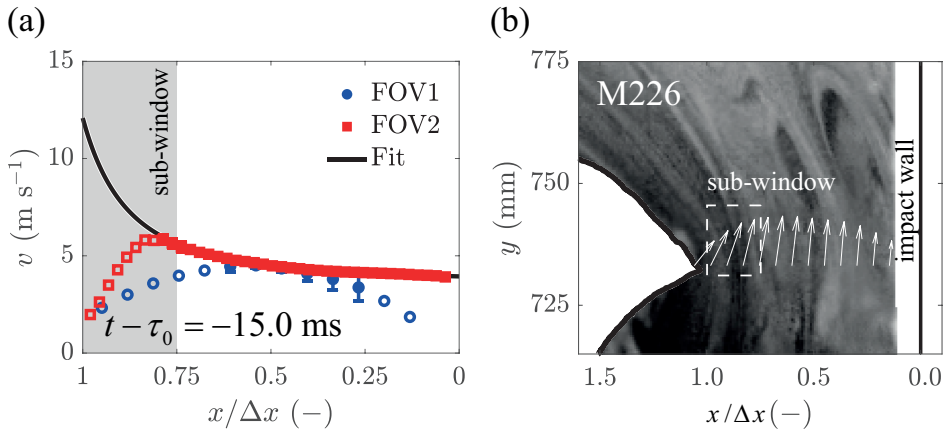 (a)
15
10
5
0
v (m s⁻¹)
sub-window
FOV1
FOV2
Fit
t − τ₀ = −15.0 ms
1
0.75
0.5
0.25
0
x/Δx (−)
(b)
775
750
725
y (mm)
M226
sub-window
impact wall
1.5
1.0
0.5
0.0
x/Δx (−)